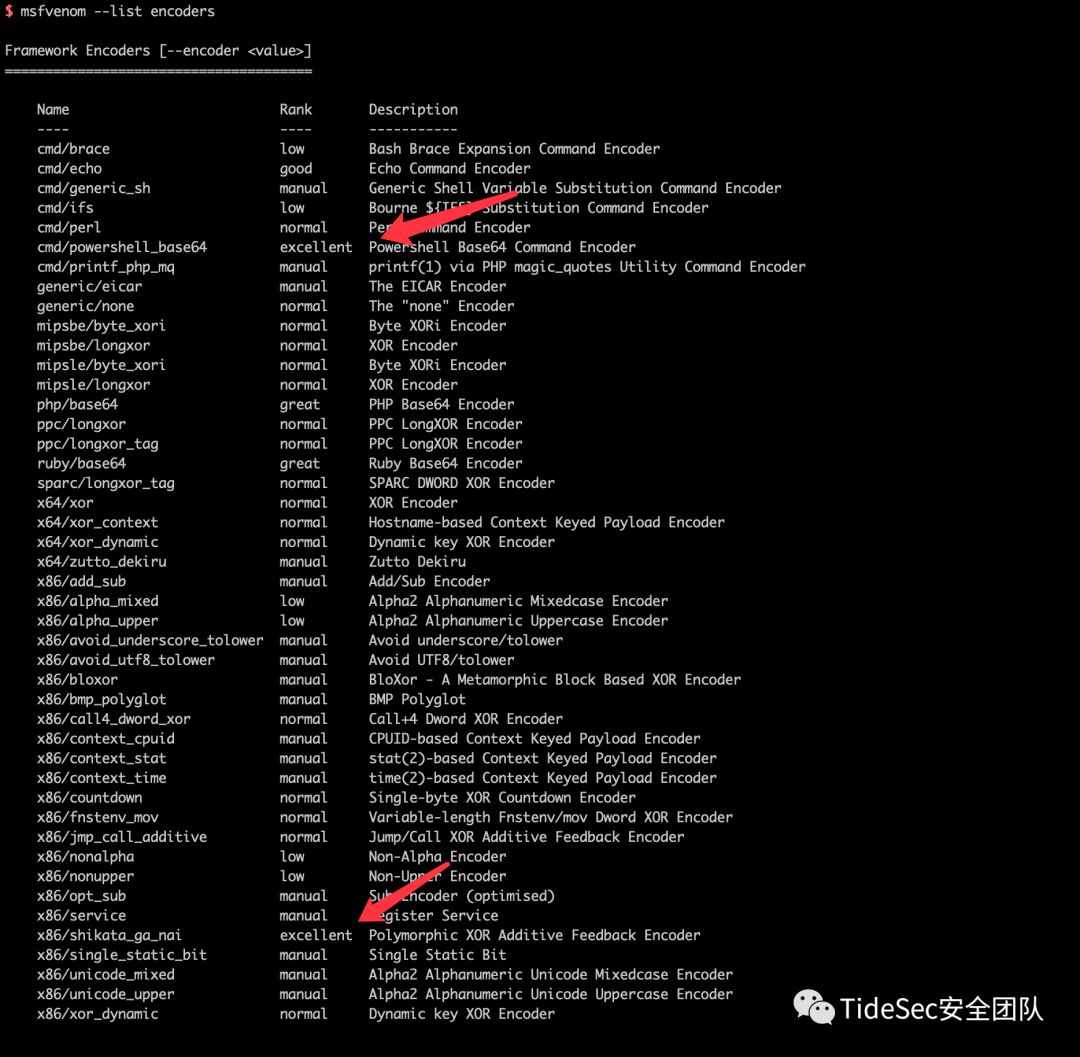 $ msfvenom --list encoders
Framework Encoders [--encoder <value>]
======================================
Name Rank Description
---- ---- -----------
cmd/brace low Bash Brace Expansion Command Encoder
cmd/echo good Echo Command Encoder
cmd/generic_sh manual Generic Shell Variable Substitution Command Encoder
cmd/ifs low Bourne ${IFS} Substitution Command Encoder
cmd/perl normal Perl Command Encoder
cmd/powershell_base64 excellent Powershell Base64 Command Encoder
cmd/printf_php_mq manual printf(1) via PHP magic_quotes Utility Command Encoder
generic/eicar manual The EICAR Encoder
generic/none normal The "none" Encoder
mipsbe/byte_xori normal Byte XORi Encoder
mipsbe/longxor normal XOR Encoder
mipsle/byte_xori normal Byte XORi Encoder
mipsle/longxor normal XOR Encoder
php/base64 great PHP Base64 Encoder
ppc/longxor normal PPC LongXOR Encoder
ppc/longxor_tag normal PPC LongXOR Encoder
ruby/base64 great Ruby Base64 Encoder
sparc/longxor_tag normal SPARC DWORD XOR Encoder
x64/xor normal XOR Encoder
x64/xor_context normal Hostname-based Context Keyed Payload Encoder
x64/xor_dynamic normal Dynamic key XOR Encoder
x64/zutto_dekiru manual Zutto Dekiru
x86/add_sub manual Add/Sub Encoder
x86/alpha_mixed low Alpha2 Alphanumeric Mixedcase Encoder
x86/alpha_upper low Alpha2 Alphanumeric Uppercase Encoder
x86/avoid_underscore_tolower manual Avoid underscore/tolower
x86/avoid_utf8_tolower manual Avoid UTF8/tolower
x86/bloxor manual BloXor - A Metamorphic Block Based XOR Encoder
x86/bmp_polyglot manual BMP Polyglot
x86/call4_dword_xor normal Call+4 Dword XOR Encoder
x86/context_cpuid manual CPUID-based Context Keyed Payload Encoder
x86/context_stat manual stat(2)-based Context Keyed Payload Encoder
x86/context_time manual time(2)-based Context Keyed Payload Encoder
x86/countdown normal Single-byte XOR Countdown Encoder
x86/fnstenv_mov normal Variable-length Fnstenv/mov Dword XOR Encoder
x86/jmp_call_additive normal Jump/Call XOR Additive Feedback Encoder
x86/nonalpha low Non-Alpha Encoder
x86/nonupper low Non-Upper Encoder
x86/opt_sub manual Sub Encoder (optimised)
x86/service manual Register Service
x86/shikata_ga_nai excellent Polymorphic XOR Additive Feedback Encoder
x86/single_static_bit manual Single Static Bit
x86/unicode_mixed manual Alpha2 Alphanumeric Unicode Mixedcase Encoder
x86/unicode_upper manual Alpha2 Alphanumeric Unicode Uppercase Encoder
x86/xor_dynamic normal Dynamic key XOR Encoder
TideSec安全团队